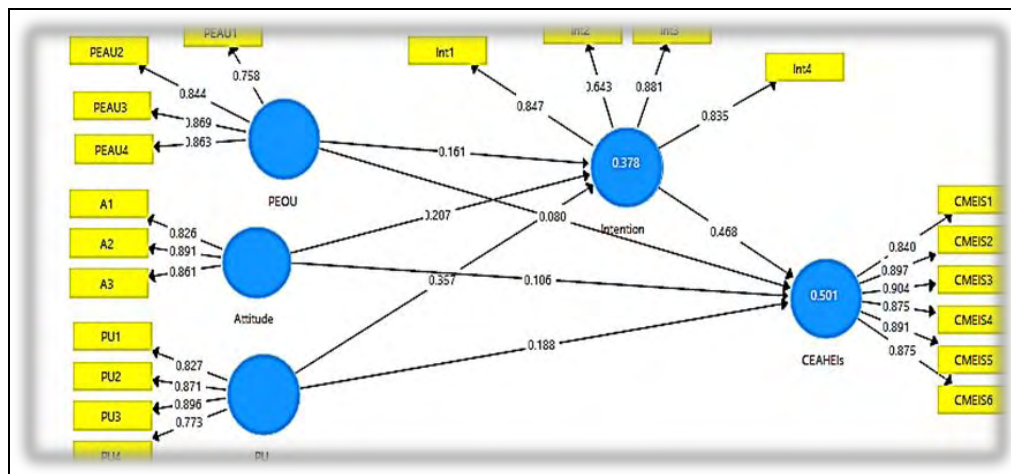 PEAU1
PEAU2
0.758
0.844
PEAU3
0.869
PEAU4
0.863
PEOU
Int1
Int2
Int3
Int4
0.847
0.643
0.881
0.835
0.378
Intention
0.161
0.207
0.080
0.357
0.468
A1
0.826
A2
0.891
A3
0.861
Attitude
0.106
PU1
0.827
PU2
0.871
PU3
0.896
PU4
0.773
PU
0.188
0.501
CEAHEIs
CMEIS1
0.840
CMEIS2
0.897
CMEIS3
0.904
CMEIS4
0.875
CMEIS5
0.891
CMEIS6
0.875